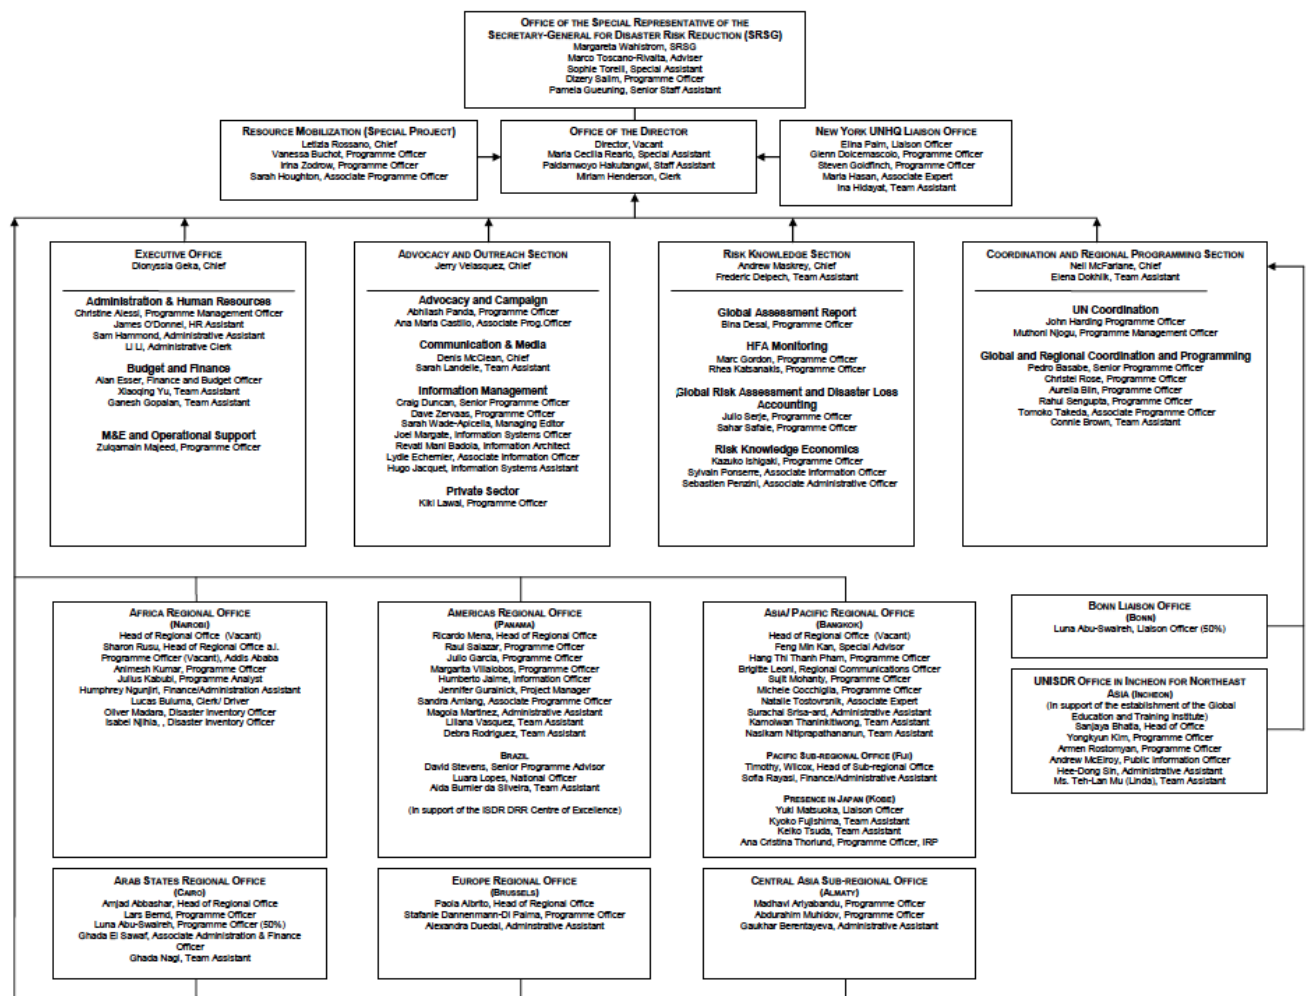 OFFICE OF THE SPECIAL REPRESENTATIVE OF THE
SECRETARY-GENERAL FOR DISASTER RISK REDUCTION (SRSG)
Margareta Wahlstrom, SRSG
Marco Toscano-Rivalta, Adviser
Sophie Torelli, Special Assistant
Dizery Salim, Programme Officer
Pamela Gueuning, Senior Staff Assistant
RESOURCE MOBILIZATION (SPECIAL PROJECT)
Letizia Rossano, Chief
Vanessa Buchot, Programme Officer
Irina Zodrow, Programme Officer
Sarah Houghton, Associate Programme Officer
OFFICE OF THE DIRECTOR
Director, Vacant
Maria Cecilia Reario, Special Assistant
Paidamwoyo Hakutangwi, Staff Assistant
Miriam Henderson, Clerk
NEW YORK UNHQ LIAISON OFFICE
Elina Palm, Liaison Officer
Glenn Dolcemascolo, Programme Officer
Steven Goldfinch, Programme Officer
Maria Hasan, Associate Expert
Ina Hidayat, Team Assistant
EXECUTIVE OFFICE
Dionyssia Geka, Chief
Administration & Human Resources
Christine Alessi, Programme Management Officer
James O'Donnel, HR Assistant
Sam Hammond, Administrative Assistant
Li Li, Administrative Clerk
Budget and Finance
Alan Esser, Finance and Budget Officer
Xiaoqing Yu, Team Assistant
Ganesh Gopalan, Team Assistant
M&E and Operational Support
Zulqarnain Majeed, Programme Officer
ADVOCACY AND OUTREACH SECTION
Jerry Velasquez, Chief
Advocacy and Campaign
Abhilash Panda, Programme Officer
Ana Maria Castillo, Associate Prog.Officer
Communication & Media
Denis McClean, Chief
Sarah Landelle, Team Assistant
Information Management
Craig Duncan, Senior Programme Officer
Dave Zervaas, Programme Officer
Sarah Wade-Apicella, Managing Editor
Joel Margate, Information Systems Officer
Revati Mani Badola, Information Architect
Lydie Echernier, Associate Information Officer
Hugo Jacquet, Information Systems Assistant
Private Sector
Kiki Lawal, Programme Officer
RISK KNOWLEDGE SECTION
Andrew Maskrey, Chief
Frederic Delpech, Team Assistant
Global Assessment Report
Bina Desai, Programme Officer
HFA Monitoring
Marc Gordon, Programme Officer
Rhea Katsanakis, Programme Officer
Global Risk Assessment and Disaster Loss
Accounting
Julio Serje, Programme Officer
Sahar Safaie, Programme Officer
Risk Knowledge Economics
Kazuko Ishigaki, Programme Officer
Sylvain Ponserre, Associate Information Officer
Sebastien Penzini, Associate Administrative Officer
COORDINATION AND REGIONAL PROGRAMMING SECTION
Neil McFarlane, Chief
Elena Dokhlik, Team Assistant
UN Coordination
John Harding Programme Officer
Muthoni Njogu, Programme Management Officer
Global and Regional Coordination and Programming
Pedro Basabe, Senior Programme Officer
Christel Rose, Programme Officer
Aurelia Blin, Programme Officer
Rahul Sengupta, Programme Officer
Tomoko Takeda, Associate Programme Officer
Connie Brown, Team Assistant
AFRICA REGIONAL OFFICE
(NAIROBI)
Head of Regional Office (Vacant)
Sharon Rusu, Head of Regional Office a.i.
Programme Officer (Vacant), Addis Ababa
Animesh Kumar, Programme Officer
Julius Kabubi, Programme Analyst
Humphrey Ngunjiri, Finance/Administration Assistant
Lucas Buluma, Clerk/ Driver
Oliver Madara, Disaster Inventory Officer
Isabel Njihia, , Disaster Inventory Officer
AMERICAS REGIONAL OFFICE
(PANAMA)
Ricardo Mena, Head of Regional Office
Raul Salazar, Programme Officer
Julio Garcia, Programme Officer
Margarita Villalobos, Programme Officer
Humberto Jaime, Information Officer
Jennifer Guralnick, Project Manager
Sandra Amlang, Associate Programme Officer
Magola Martinez, Administrative Assistant
Liliana Vasquez, Team Assistant
Debra Rodriguez, Team Assistant
BRAZIL
David Stevens, Senior Programme Advisor
Luara Lopes, National Officer
Aida Burnier da Silveira, Team Assistant
(In support of the ISDR DRR Centre of Excellence)
ASIA/ PACIFIC REGIONAL OFFICE
(BANGKOK)
Head of Regional Office (Vacant)
Feng Min Kan, Special Advisor
Hang Thi Thanh Pham, Programme Officer
Brigitte Leoni, Regional Communications Officer
Sujit Mohanty, Programme Officer
Michele Cocchiglia, Programme Officer
Natalie Tostovrsnik, Associate Expert
Surachai Srisa-ard, Administrative Assistant
Kamolwan Thaninkitiwong, Team Assistant
Nasikarn Nitiprapathananun, Team Assistant
PACIFIC SUB-REGIONAL OFFICE (FIJI)
Timothy, Wilcox, Head of Sub-regional Office
Sofia Rayasi, Finance/Administrative Assistant
PRESENCE IN JAPAN (KOBE)
Yuki Matsuoka, Liaison Officer
Kyoko Fujishima, Team Assistant
Keiko Tsuda, Team Assistant
Ana Cristina Thorlund, Programme Officer, IRP
BONN LIAISON OFFICE
(BONN)
Luna Abu-Swaireh, Liaison Officer (50%)
UNISDR OFFICE IN INCHEON FOR NORTHEAST
ASIA (INCHEON)
(In support of the establishment of the Global
Education and Training Institute)
Sanjaya Bhatia, Head of Office
Yongkyun Kim, Programme Officer
Armen Rostomyan, Programme Officer
Andrew McElroy, Public Information Officer
Hee-Dong Sin, Administrative Assistant
Ms. Teh-Lan Mu (Linda), Team Assistant
ARAB STATES REGIONAL OFFICE
(CAIRO)
Amjad Abbashar, Head of Regional Office
Lars Bernd, Programme Officer
Luna Abu-Swaireh, Programme Officer (50%)
Ghada El Sawaf, Associate Administration & Finance
Officer
Ghada Nagi, Team Assistant
EUROPE REGIONAL OFFICE
(BRUSSELS)
Paola Albrito, Head of Regional Office
Stafanie Dannenmann-Di Palma, Programme Officer
Alexandra Duedal, Adminstrative Assistant
CENTRAL ASIA SUB-REGIONAL OFFICE
(ALMATY)
Madhavi Ariyabandu, Programme Officer
Abdurahim Muhidov, Programme Officer
Gaukhar Berentayeva, Administrative Assistant